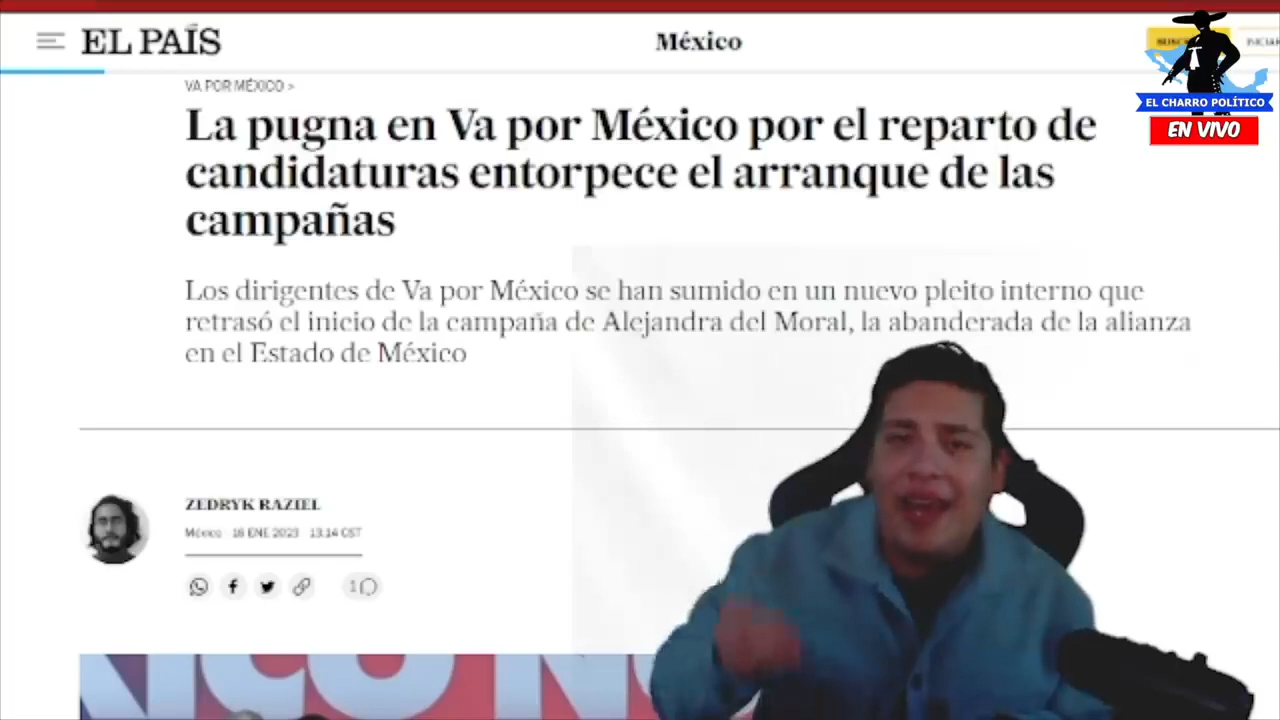 EL PAÍS
México
EL CHARRO POLÍTICO
EN VIVO
VA POR MÉXICO >
La pugna en Va por México por el reparto de
candidaturas entorpece el arranque de las
campañas
Los dirigentes de Va por México se han sumido en un nuevo pleito interno que
retrasó el inicio de la campaña de Alejandra del Moral, la abanderada de la alianza
en el Estado de México
ZEDRYK RAZIEL
México 18 ENE 2023 13:14 CST
1